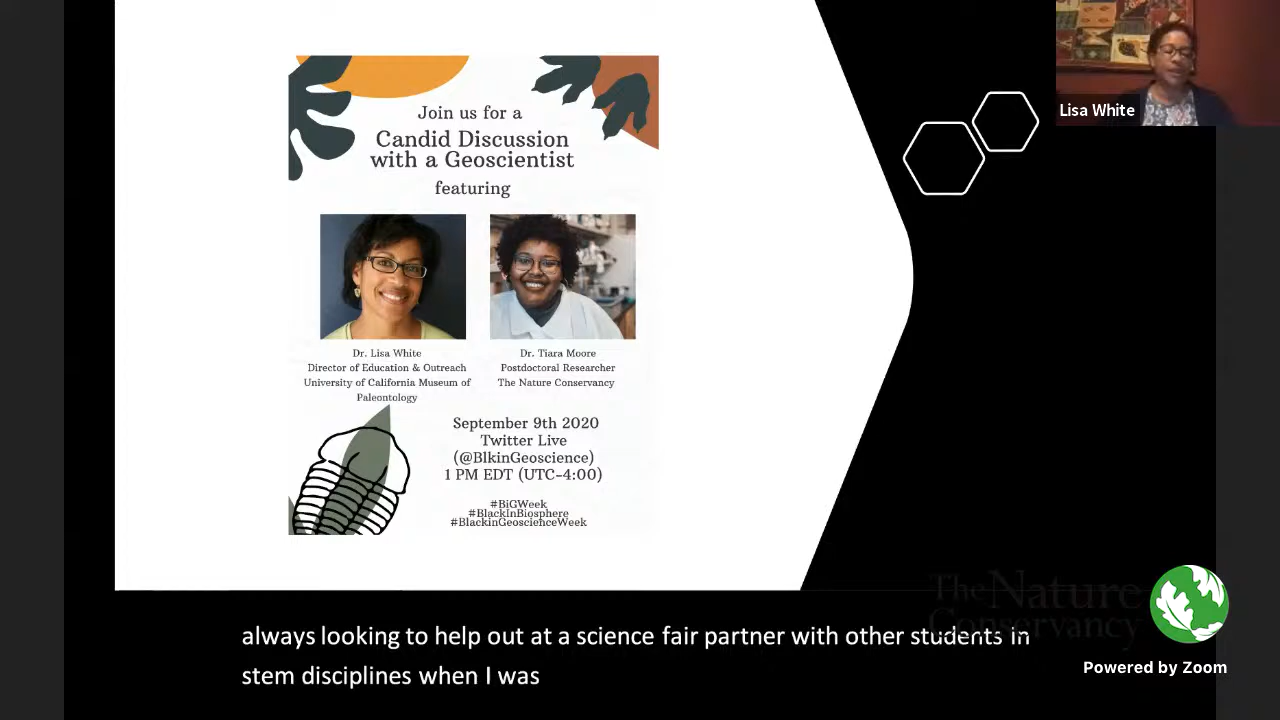 Join us for a
Candid Discussion
with a Geoscientist
featuring
Dr. Lisa White
Director of Education & Outreach
University of California Museum of
Paleontology
Dr. Tiara Moore
Postdoctoral Researcher
The Nature Conservancy
September 9th 2020
Twitter Live
(@BlkinGeoscience)
1 PM EDT (UTC-4:00)
#BiGWeek
#BlackInBiosphere
#BlackinGeoscienceWeek
Lisa White
The Nature
Conservancy
always looking to help out at a science fair partner with other students in
stem disciplines when I was
Powered by Zoom